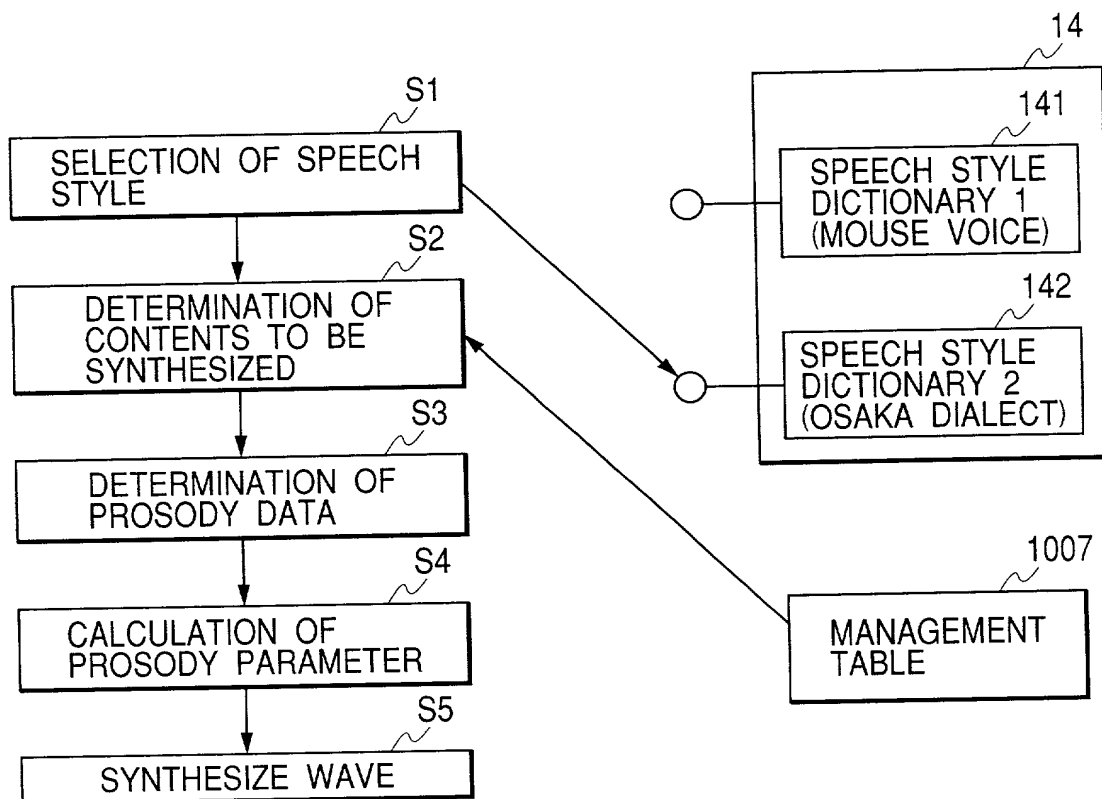 S1
SELECTION OF SPEECH
STYLE
S2
DETERMINATION OF
CONTENTS TO BE
SYNTHESIZED
S3
DETERMINATION OF
PROSODY DATA
S4
CALCULATION OF
PROSODY PARAMETER
S5
SYNTHESIZE WAVE
14
141
SPEECH STYLE
DICTIONARY 1
(MOUSE VOICE)
142
SPEECH STYLE
DICTIONARY 2
(OSAKA DIALECT)
1007
MANAGEMENT
TABLE